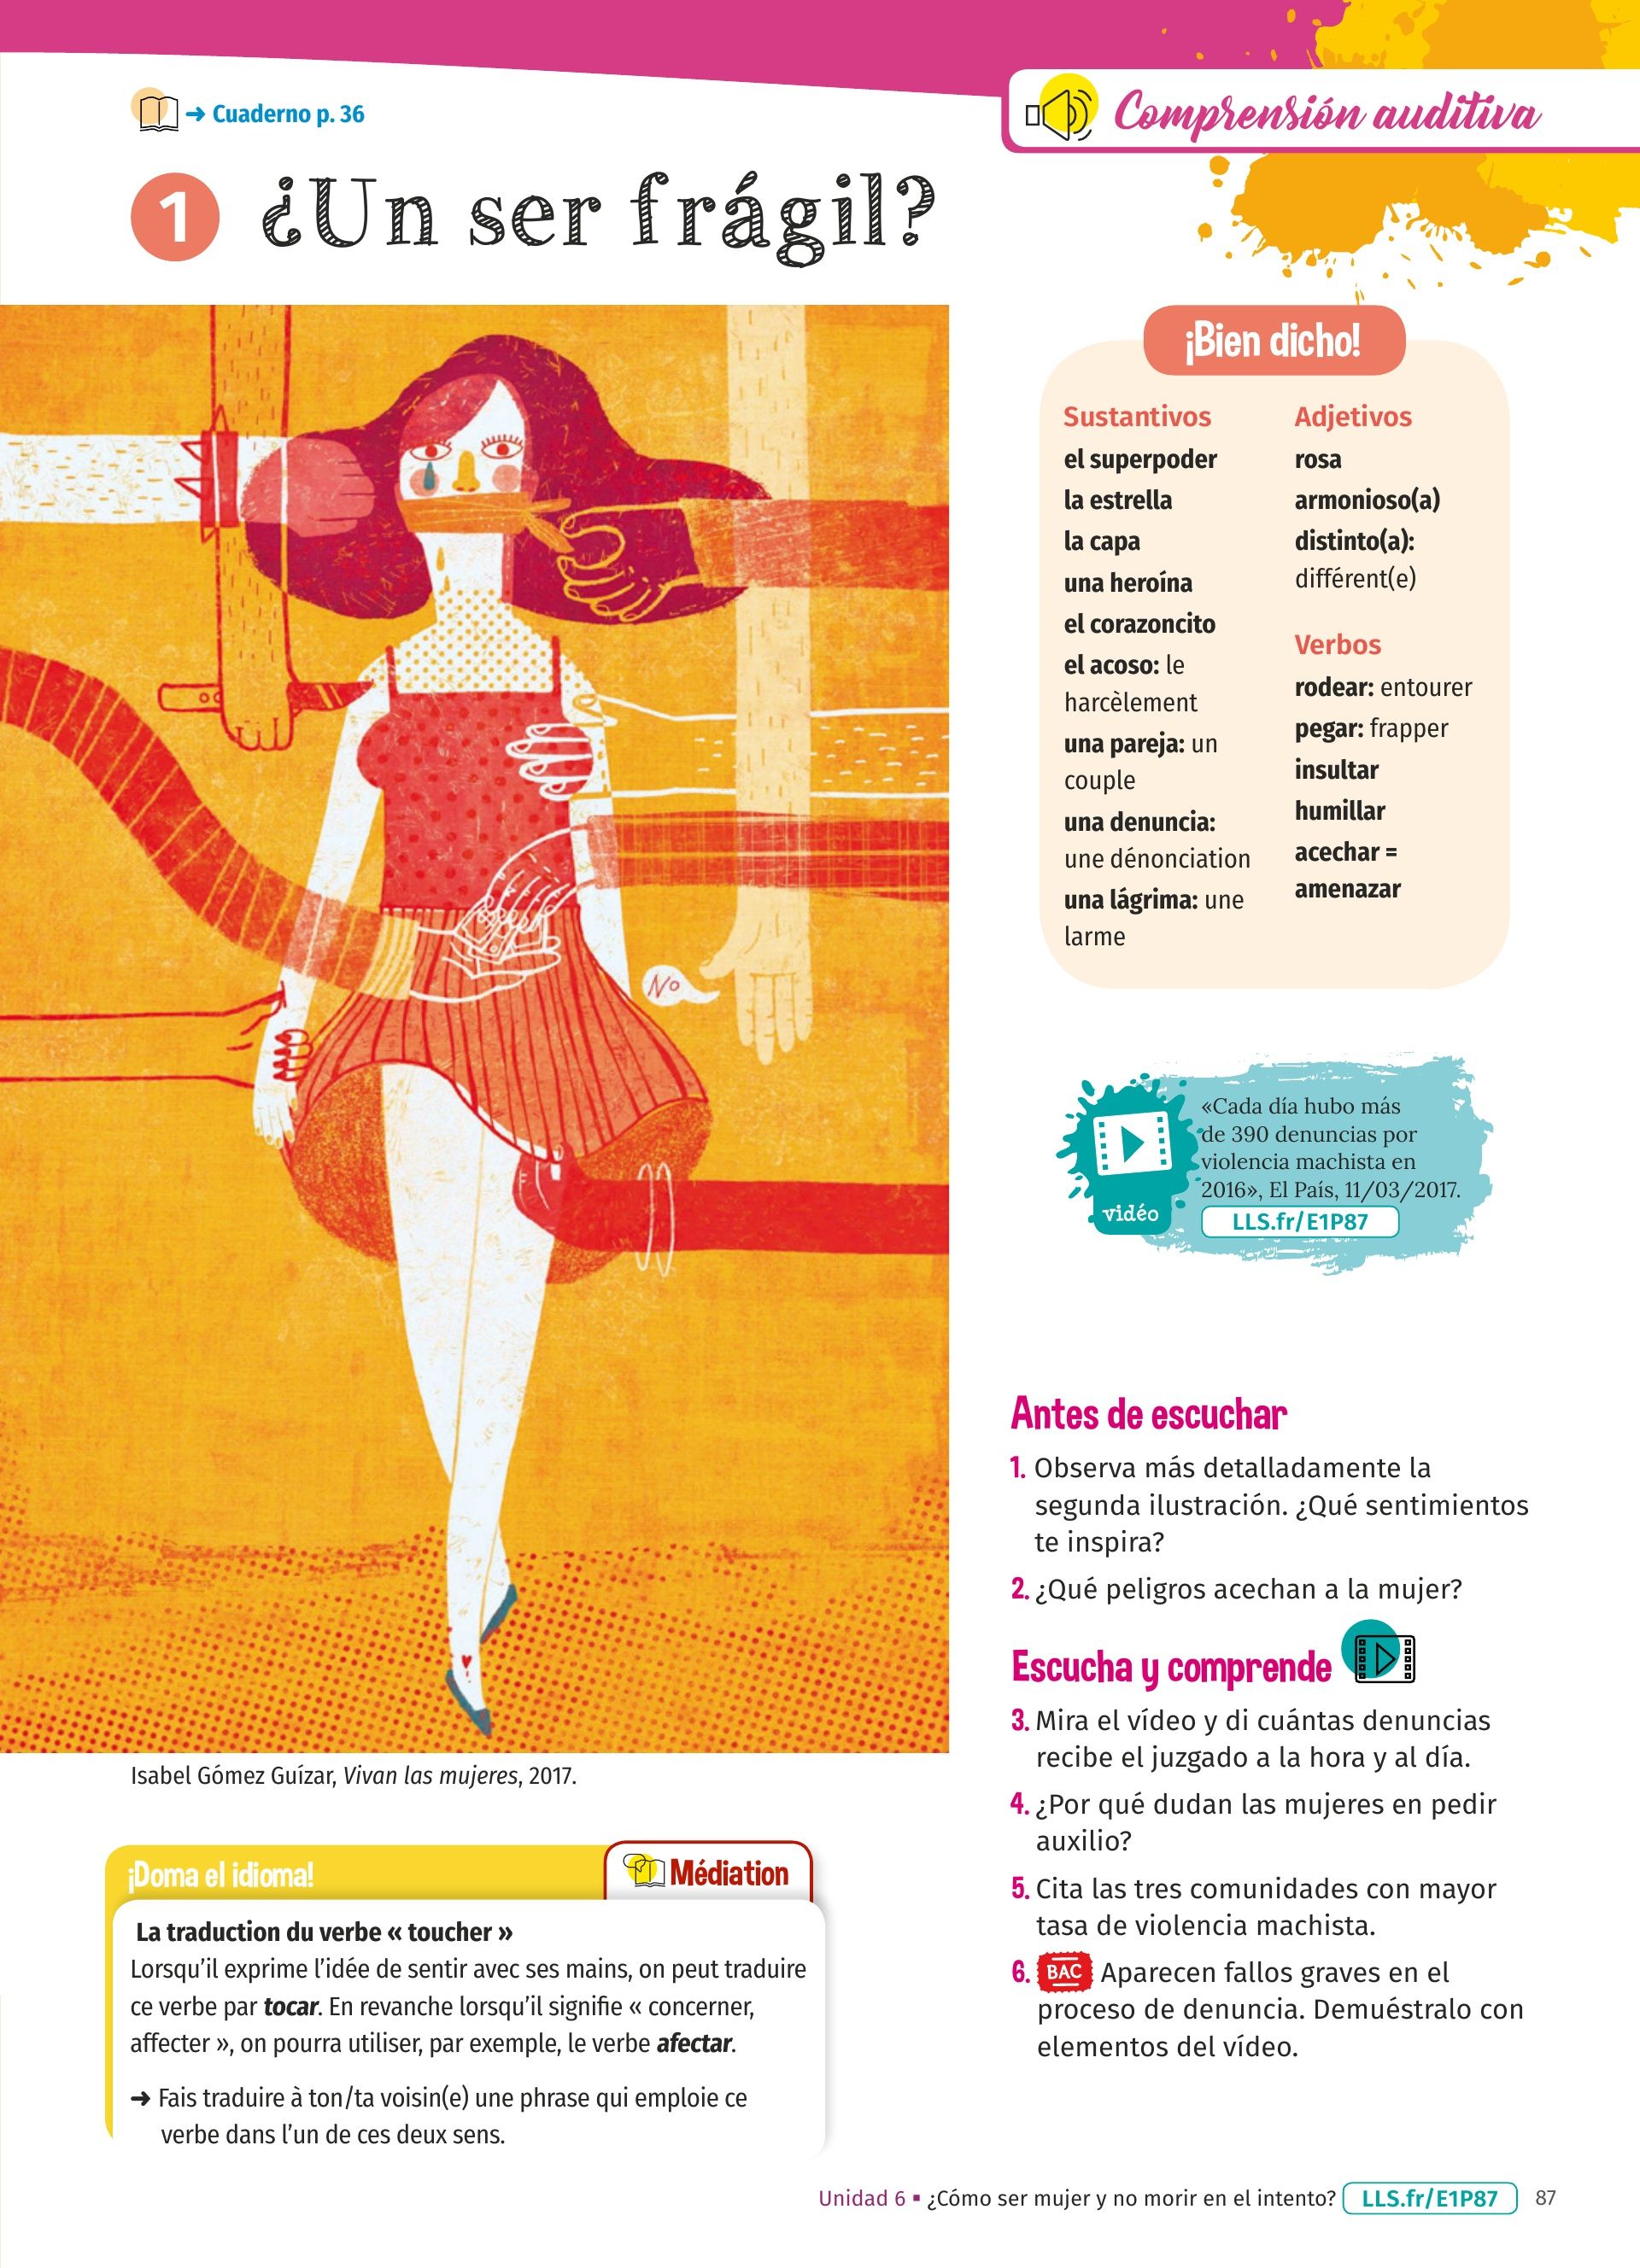 ➜ Cuaderno p. 36
Comprensión auditiva
1 ¿Un ser frágil?
No
Isabel Gómez Guízar, Vivan las mujeres, 2017.
¡Doma el idioma!
Médiation
La traduction du verbe « toucher »
Lorsqu’il exprime l’idée de sentir avec ses mains, on peut traduire
ce verbe par tocar. En revanche lorsqu’il signifie « concerner,
affecter », on pourra utiliser, par exemple, le verbe afectar.
➜ Fais traduire à ton/ta voisin(e) une phrase qui emploie ce
verbe dans l’un de ces deux sens.
¡Bien dicho!
Sustantivos
el superpoder
la estrella
la capa
una heroína
el corazoncito
el acoso: le
harcèlement
una pareja: un
couple
una denuncia:
une dénonciation
una lágrima: une
larme
Adjetivos
rosa
armonioso(a)
distinto(a):
différent(e)
Verbos
rodear: entourer
pegar: frapper
insultar
humillar
acechar =
amenazar
vidéo
«Cada día hubo más
de 390 denuncias por
violencia machista en
2016», El País, 11/03/2017.
LLS.fr/E1P87
Antes de escuchar
1. Observa más detalladamente la
segunda ilustración. ¿Qué sentimientos
te inspira?
2. ¿Qué peligros acechan a la mujer?
Escucha y comprende
3. Mira el vídeo y di cuántas denuncias
recibe el juzgado a la hora y al día.
4. ¿Por qué dudan las mujeres en pedir
auxilio?
5. Cita las tres comunidades con mayor
tasa de violencia machista.
6. BAC Aparecen fallos graves en el
proceso de denuncia. Demuéstralo con
elementos del vídeo.
Unidad 6 ▪ ¿Cómo ser mujer y no morir en el intento? LLS.fr/E1P87 87